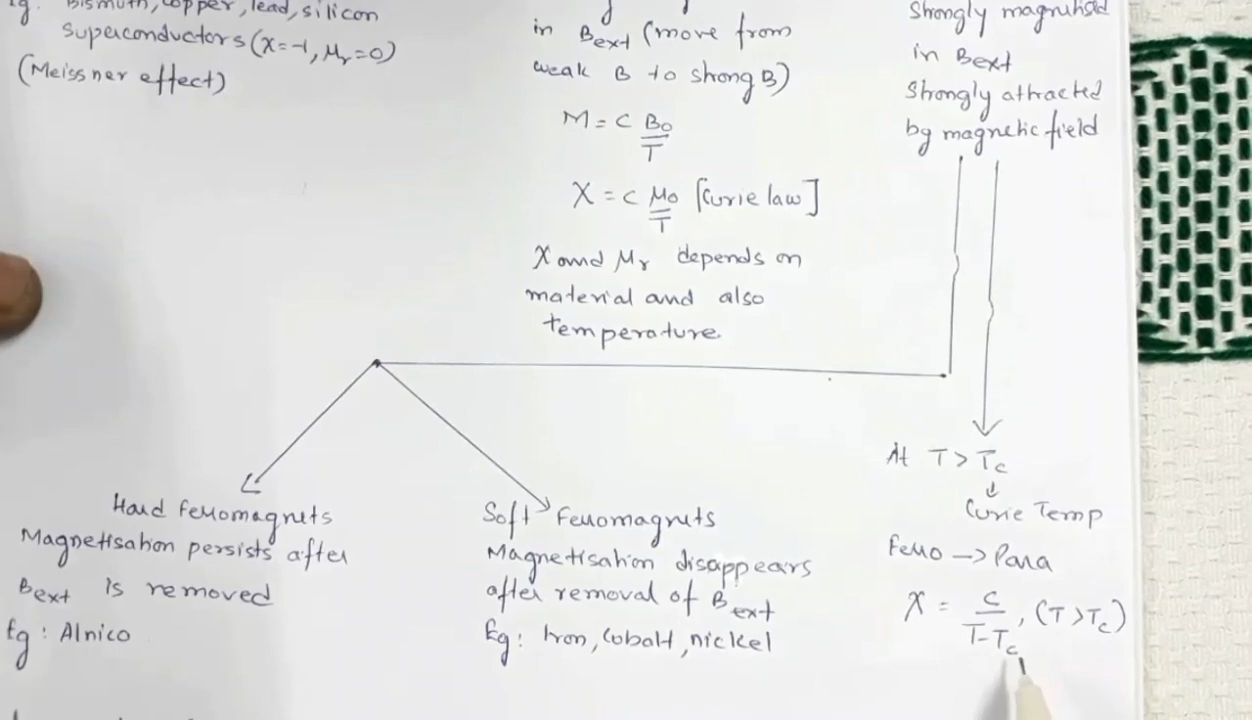 Eg: Bismuth, copper, lead, silicon
Superconductors (χ=-1, μr=0)
(Meissner effect)
in Bext (move from
weak B to strong B)
M = C B0/T
χ = C μ0/T [Curie law]
χ and μr depends on
material and also
temperature.
Strongly magnetised
in Bext
Strongly attracted
by magnetic field
Hard ferromagnets
Magnetisation persists after
Bext is removed
Eg: Alnico
Soft ferromagnets
Magnetisation disappears
after removal of Bext
Eg: Iron, Cobalt, nickel
At T > Tc
Curie Temp
Ferro → Para
χ = C/T-Tc, (T>Tc)